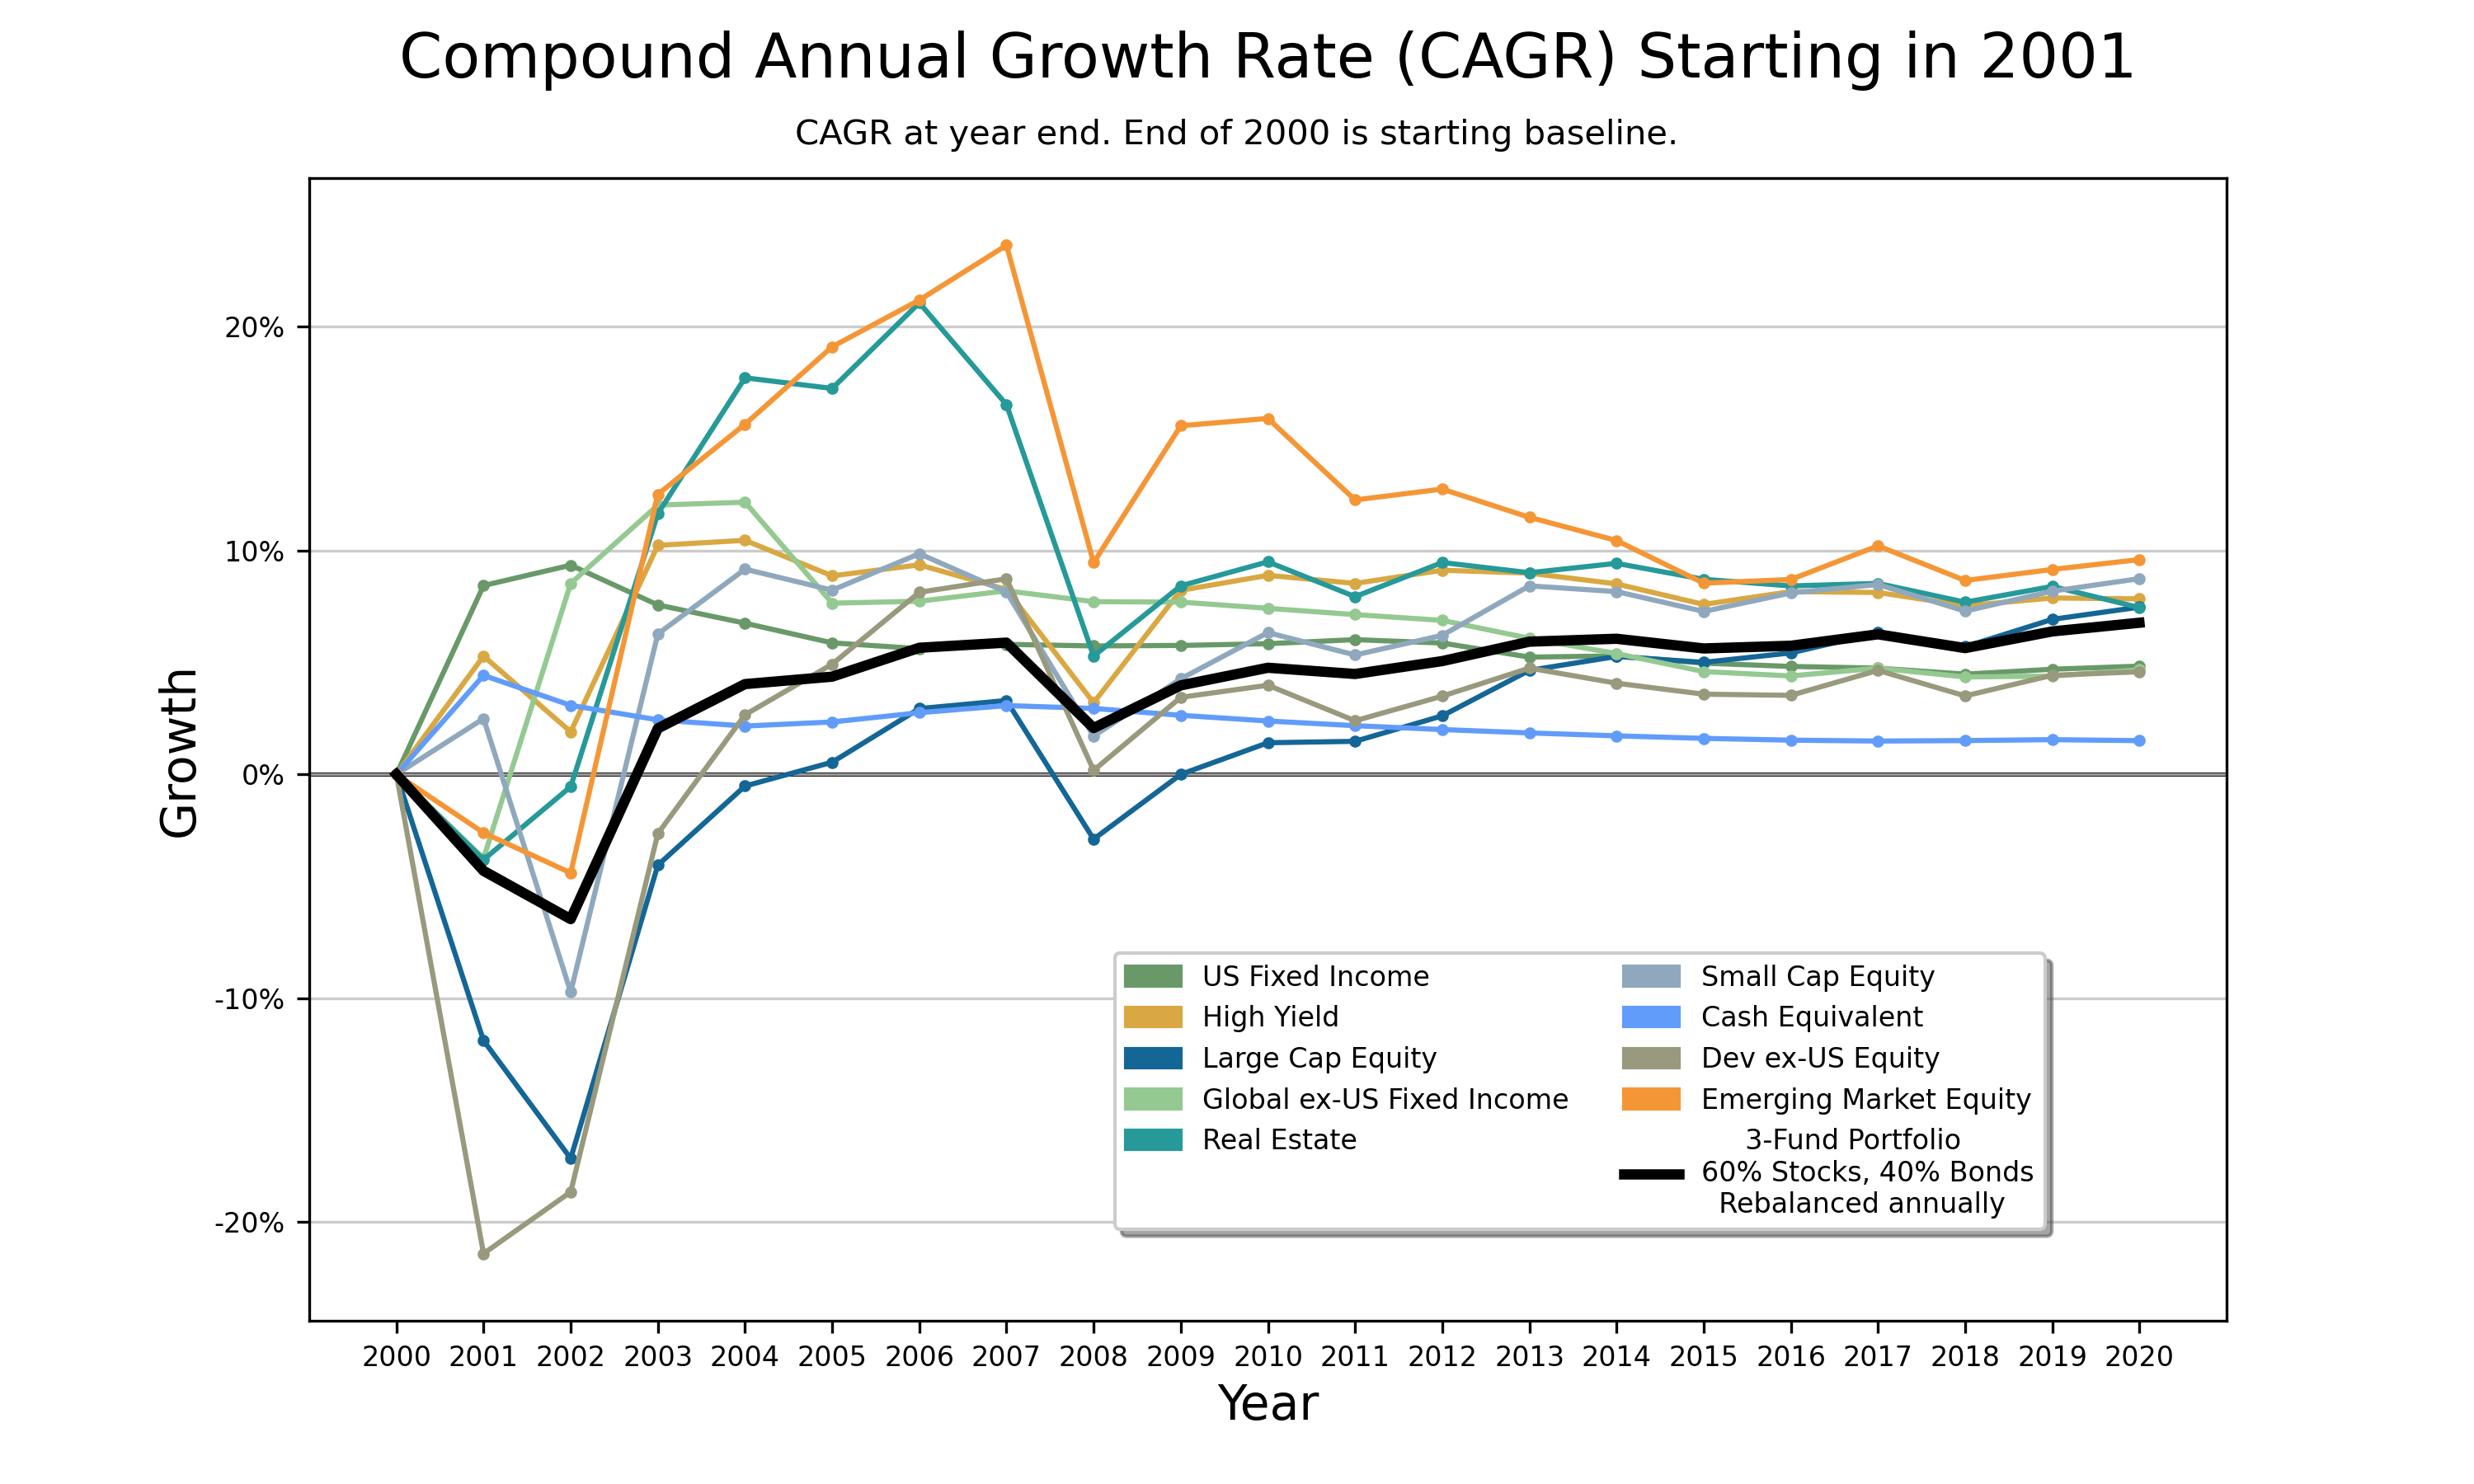 Compound Annual Growth Rate (CAGR) Starting in 2001
CAGR at year end. End of 2000 is starting baseline.
Growth
20%
10%
0%
-10%
-20%
US Fixed Income
High Yield
Large Cap Equity
Global ex-US Fixed Income
Real Estate
Small Cap Equity
Cash Equivalent
Dev ex-US Equity
Emerging Market Equity
3-Fund Portfolio
60% Stocks, 40% Bonds
Rebalanced annually
2000 2001 2002 2003 2004 2005 2006 2007 2008 2009 2010 2011 2012 2013 2014 2015 2016 2017 2018 2019 2020
Year